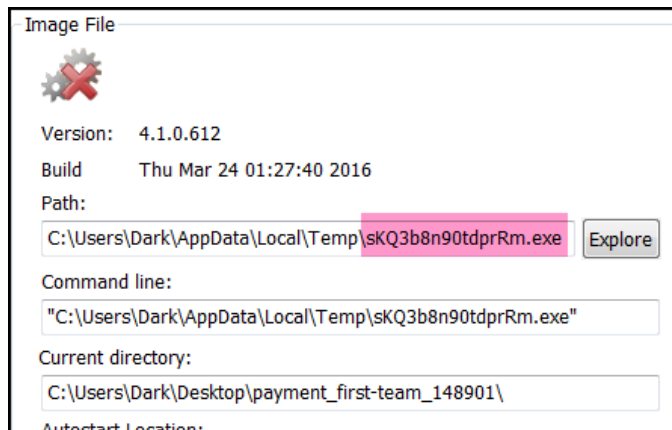 Image File
Version: 4.1.0.612
Build Thu Mar 24 01:27:40 2016
Path:
C:\Users\Dark\AppData\Local\Temp\sKQ3b8n90tdprRm.exe Explore
Command line:
"C:\Users\Dark\AppData\Local\Temp\sKQ3b8n90tdprRm.exe"
Current directory:
C:\Users\Dark\Desktop\payment_first-team_148901\
Autostart Location: